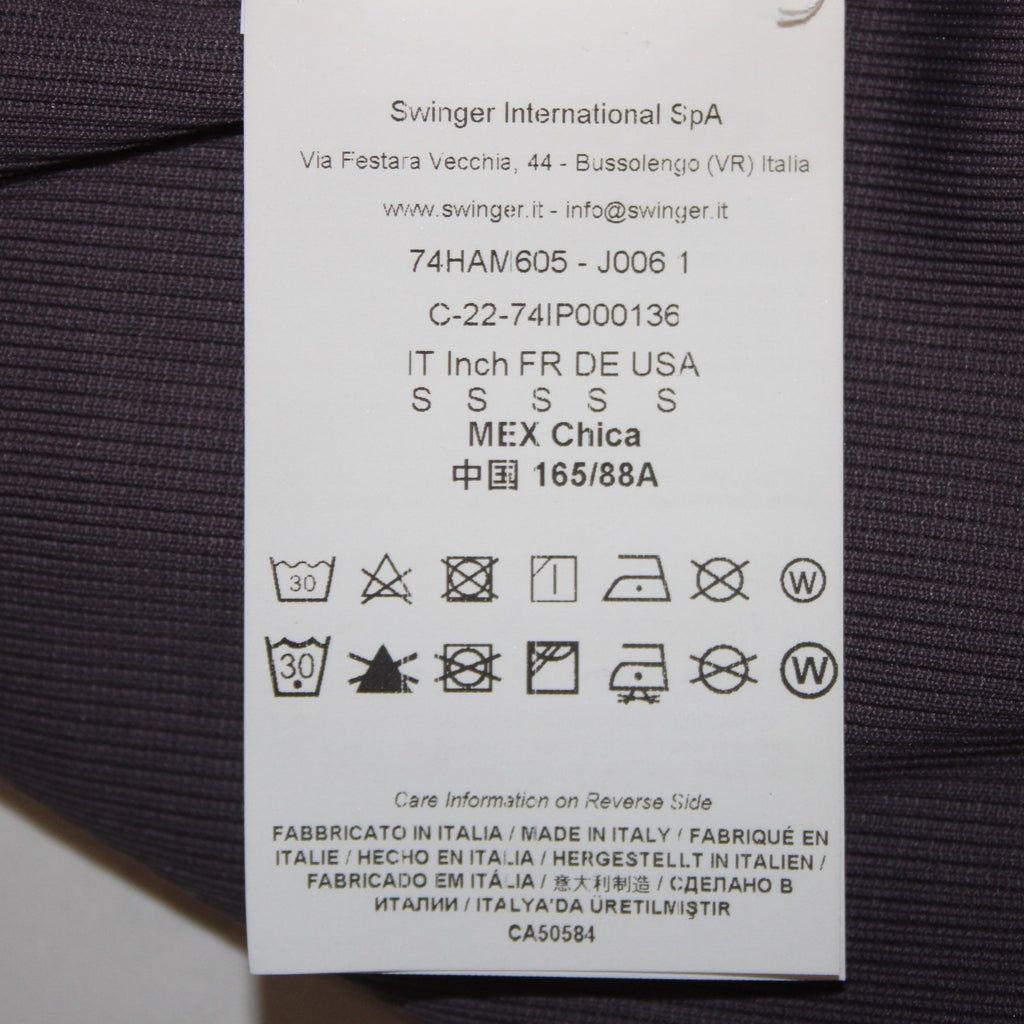 Swinger International SpA
Via Festara Vecchia, 44 - Bussolengo (VR) Italia
www.swinger.it - info@swinger.it
74HAM605 - J006 1
C-22-74IP000136
IT Inch FR DE USA
S S S S S
MEX Chica
中国 165/88A
30 W
30 W
Care Information on Reverse Side
FABBRICATO IN ITALIA / MADE IN ITALY / FABRIQUÉ EN
ITALIE / HECHO EN ITALIA / HERGESTELLT IN ITALIEN /
FABRICADO EM ITÁLIA / 意大利制造 / СДЕЛАНО В
ИТАЛИИ / ITALYA'DA ÜRETILMIŞTIR
CA50584